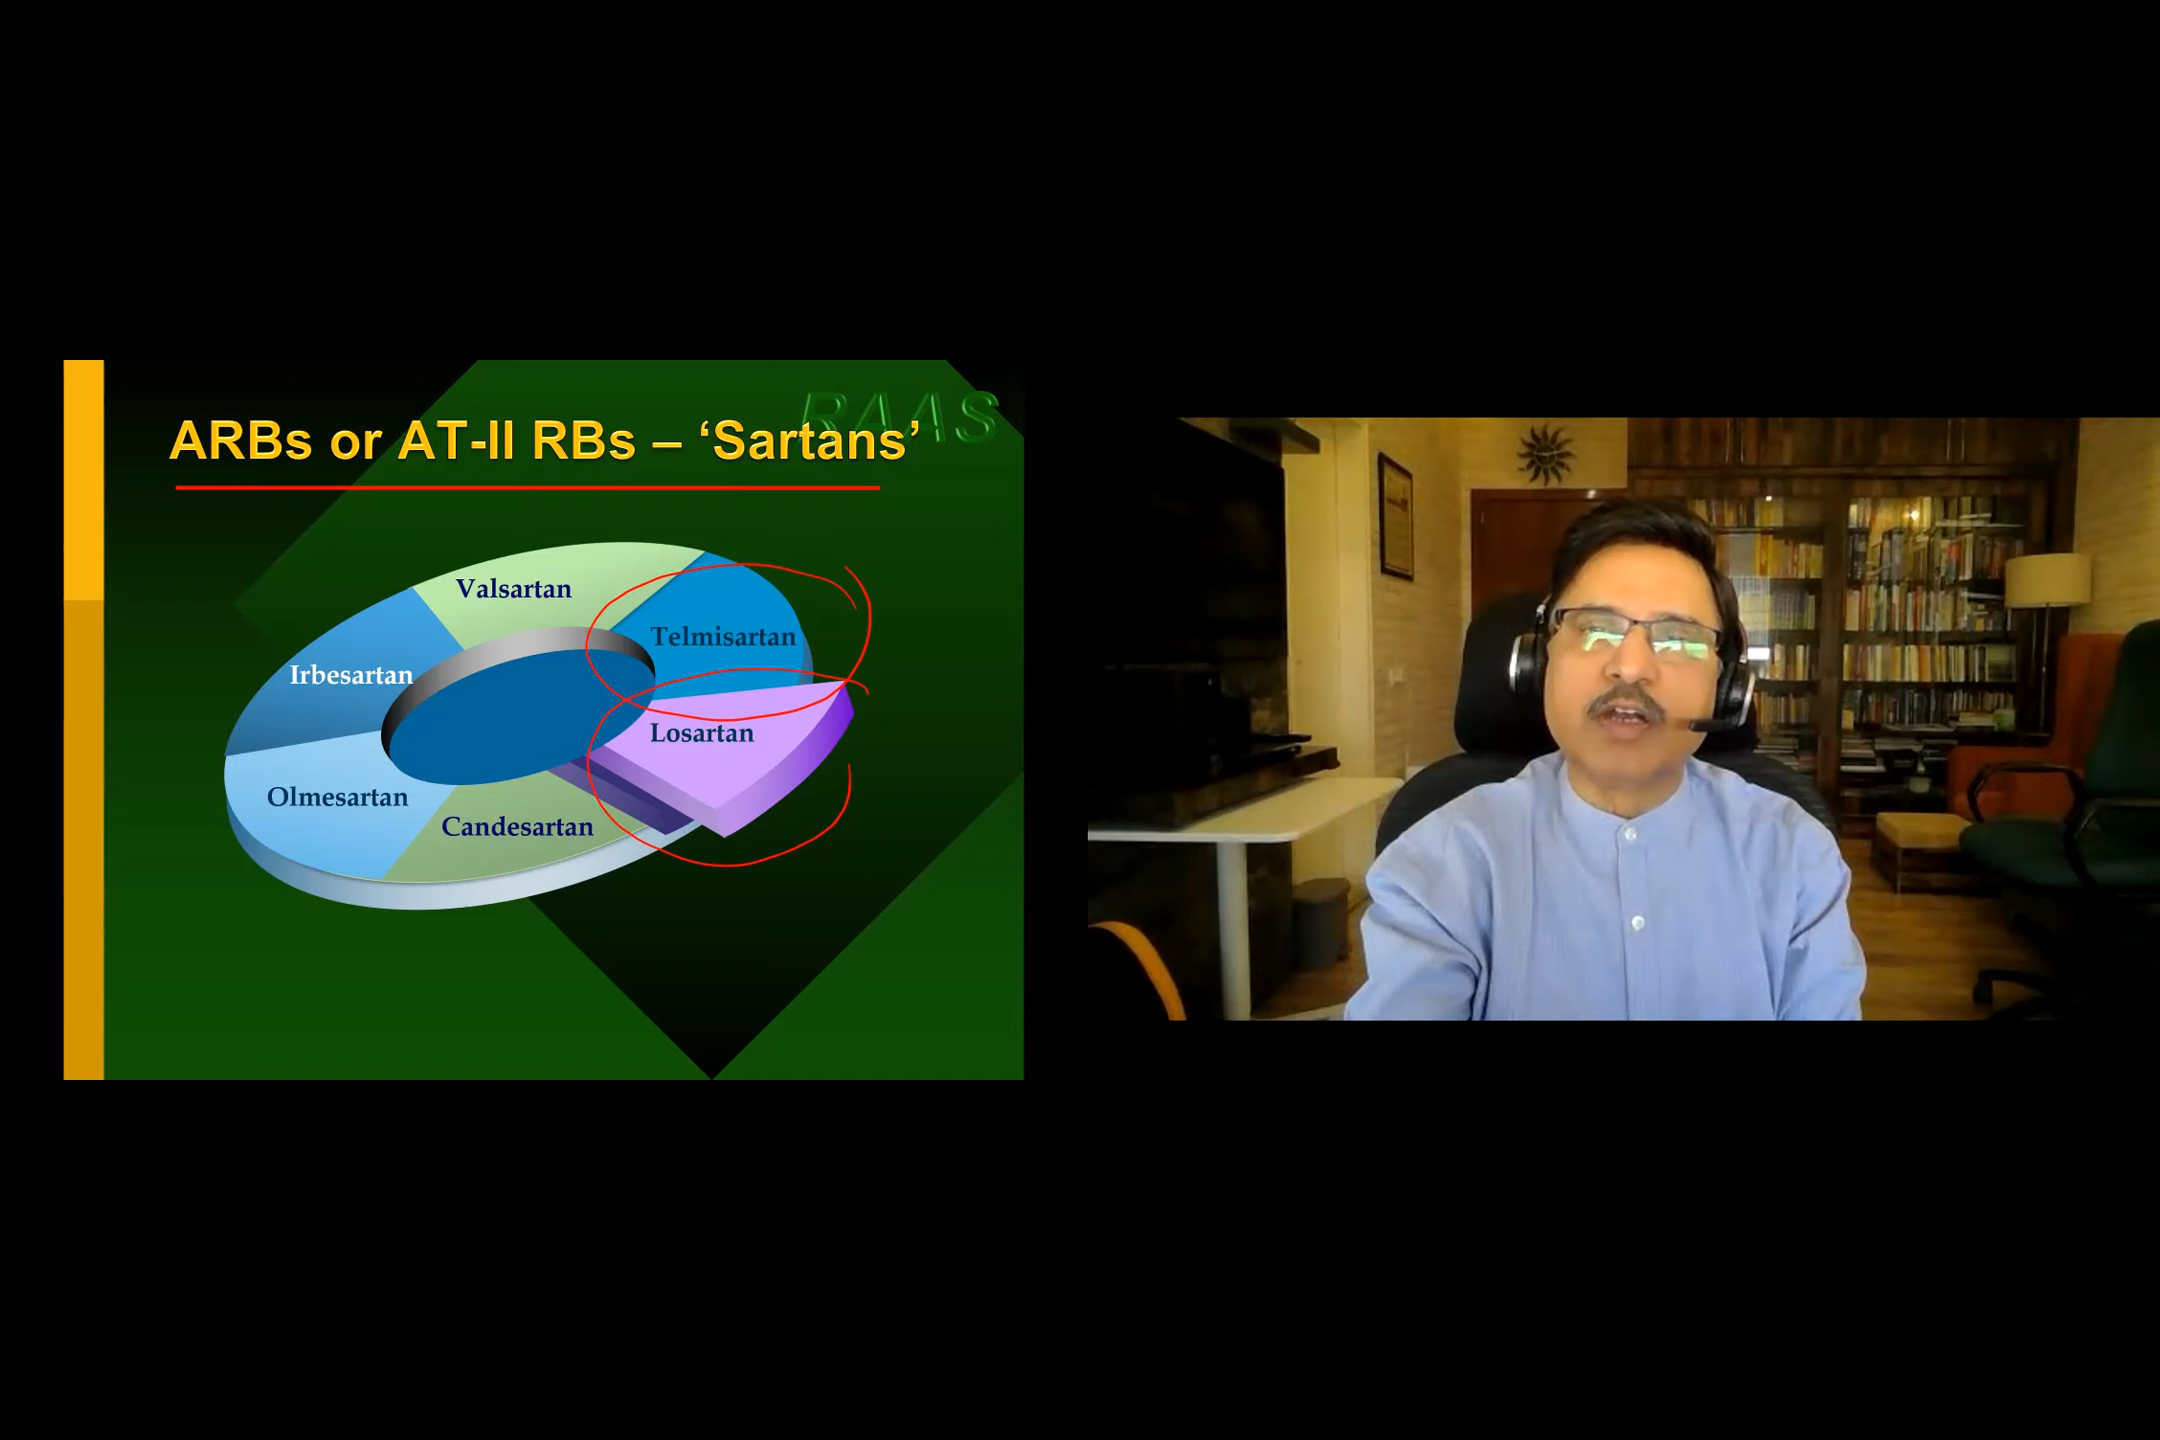 RAAS
ARBs or AT-II RBs – ‘Sartans’
Valsartan
Telmisartan
Irbesartan
Losartan
Olmesartan
Candesartan